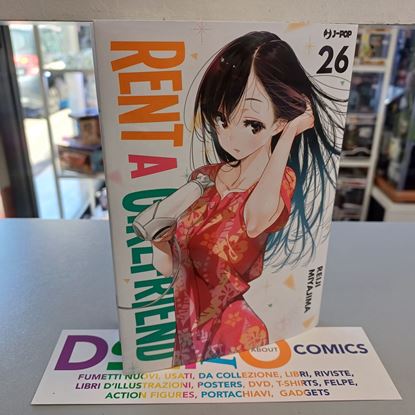 J-POP
26
RENT A GIRLFRIEND
REIJI
MIYAJIMA
ABOUT COMICS
FUMETTI NUOVI, USATI, DA COLLEZIONE, LIBRI, RIVISTE,
LIBRI D'ILLUSTRAZIONI, POSTERS, DVD, T-SHIRTS, FELPE,
ACTION FIGURES, PORTACHIAVI, GADGETS